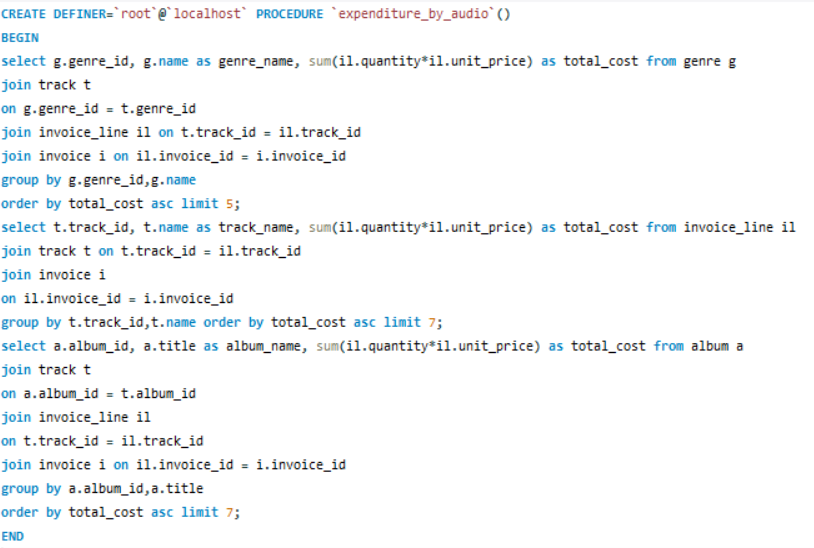 CREATE DEFINER=`root`@`localhost` PROCEDURE `expenditure_by_audio`()
BEGIN
select g.genre_id, g.name as genre_name, sum(il.quantity*il.unit_price) as total_cost from genre g
join track t
on g.genre_id = t.genre_id
join invoice_line il on t.track_id = il.track_id
join invoice i on il.invoice_id = i.invoice_id
group by g.genre_id,g.name
order by total_cost asc limit 5;
select t.track_id, t.name as track_name, sum(il.quantity*il.unit_price) as total_cost from invoice_line il
join track t on t.track_id = il.track_id
join invoice i
on il.invoice_id = i.invoice_id
group by t.track_id,t.name order by total_cost asc limit 7;
select a.album_id, a.title as album_name, sum(il.quantity*il.unit_price) as total_cost from album a
join track t
on a.album_id = t.album_id
join invoice_line il
on t.track_id = il.track_id
join invoice i on il.invoice_id = i.invoice_id
group by a.album_id,a.title
order by total_cost asc limit 7;
END